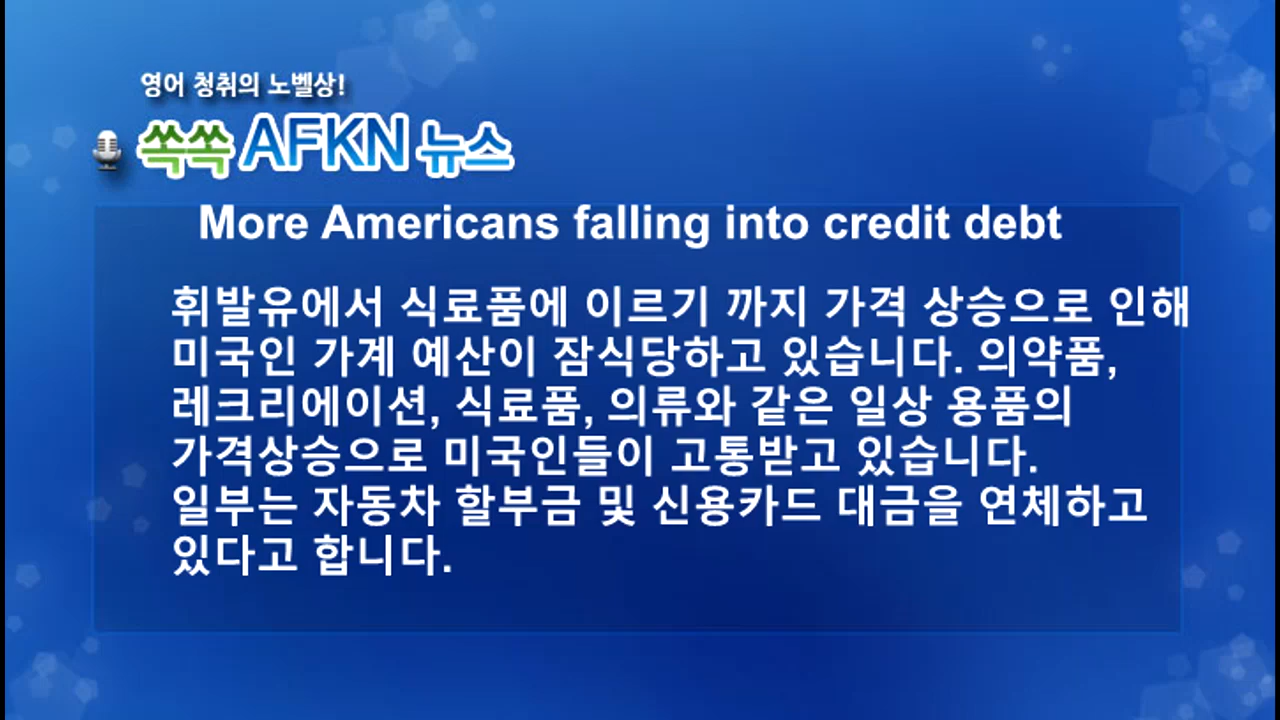 영어 청취의 노벨상!
쏙쏙 AFKN 뉴스
More Americans falling into credit debt
휘발유에서 식료품에 이르기 까지 가격 상승으로 인해
미국인 가계 예산이 잠식당하고 있습니다. 의약품,
레크리에이션, 식료품, 의류와 같은 일상 용품의
가격상승으로 미국인들이 고통받고 있습니다.
일부는 자동차 할부금 및 신용카드 대금을 연체하고
있다고 합니다.